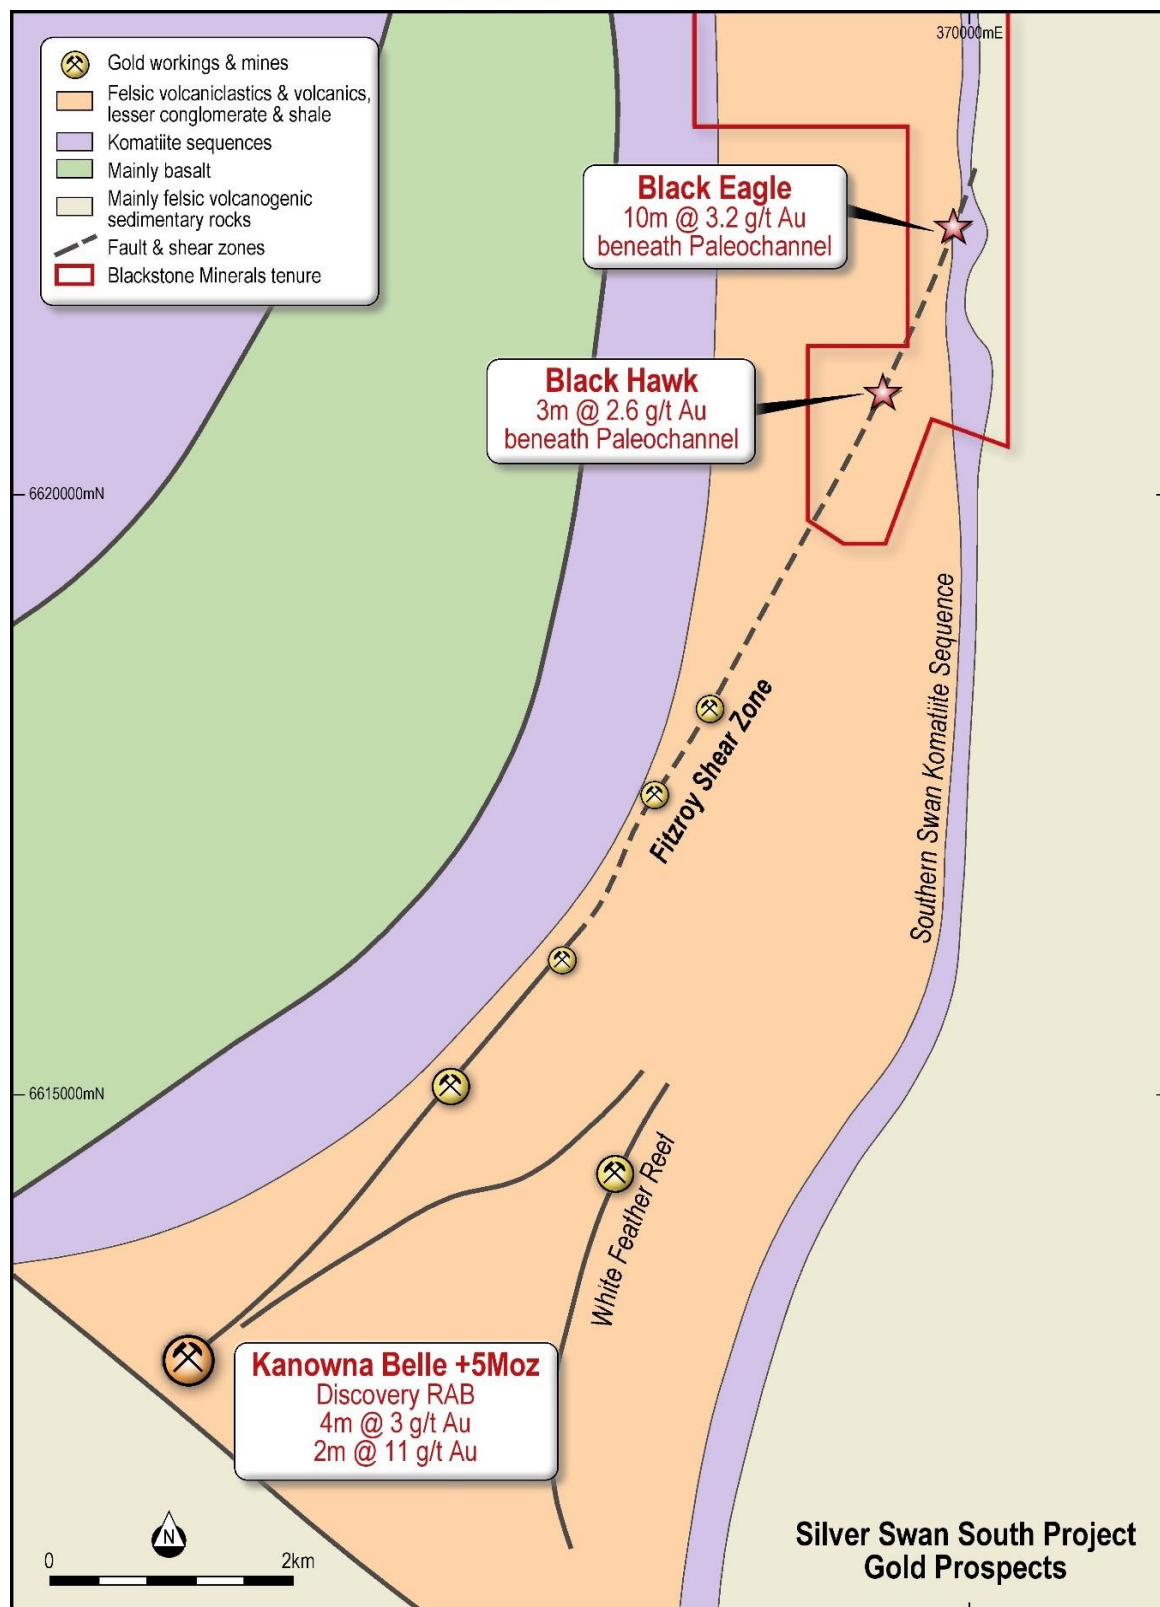 370000mE
Gold workings & mines
Felsic volcaniclastics & volcanics,
lesser conglomerate & shale
Komatiite sequences
Mainly basalt
Mainly felsic volcanogenic
sedimentary rocks
Fault & shear zones
Blackstone Minerals tenure
Black Eagle
10m @ 3.2 g/t Au
beneath Paleochannel
Black Hawk
3m @ 2.6 g/t Au
beneath Paleochannel
6620000mN
Southern Swan Komatiite Sequence
Fitzroy Shear Zone
6615000mN
White Feather Reef
Kanowna Belle +5Moz
Discovery RAB
4m @ 3 g/t Au
2m @ 11 g/t Au
N
0 2km
Silver Swan South Project
Gold Prospects